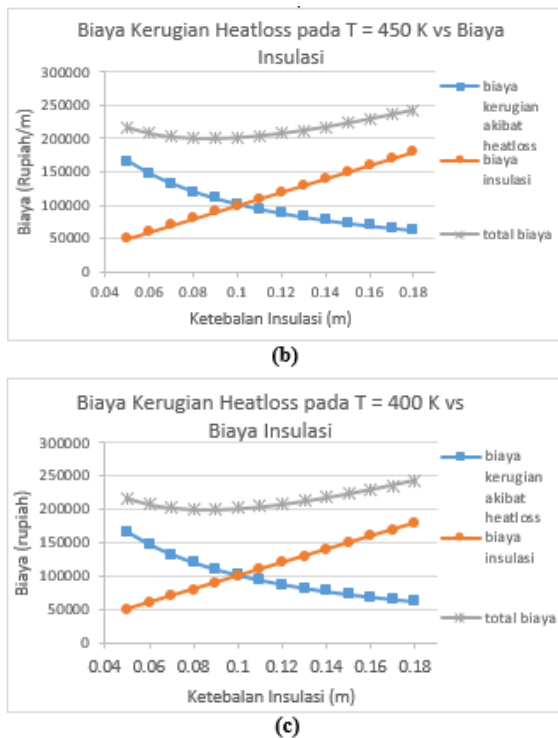 Biaya Kerugian Heatloss pada T = 450 K vs Biaya
Insulasi
300000
250000
200000
150000
100000
50000
0
Biaya (Rupiah/m)
0.04 0.06 0.08 0.1 0.12 0.14 0.16 0.18
Ketebalan Insulasi (m)
biaya
kerugian
akibat
heatloss
biaya
insulasi
total biaya
(b)
Biaya Kerugian Heatloss pada T = 400 K vs
Biaya Insulasi
300000
250000
200000
150000
100000
50000
0
Biaya (rupiah)
0.04 0.06 0.08 0.1 0.12 0.14 0.16 0.18
Ketebalan Insulasi (m)
biaya
kerugian
akibat
heatloss
biaya
insulasi
total biaya
(c)